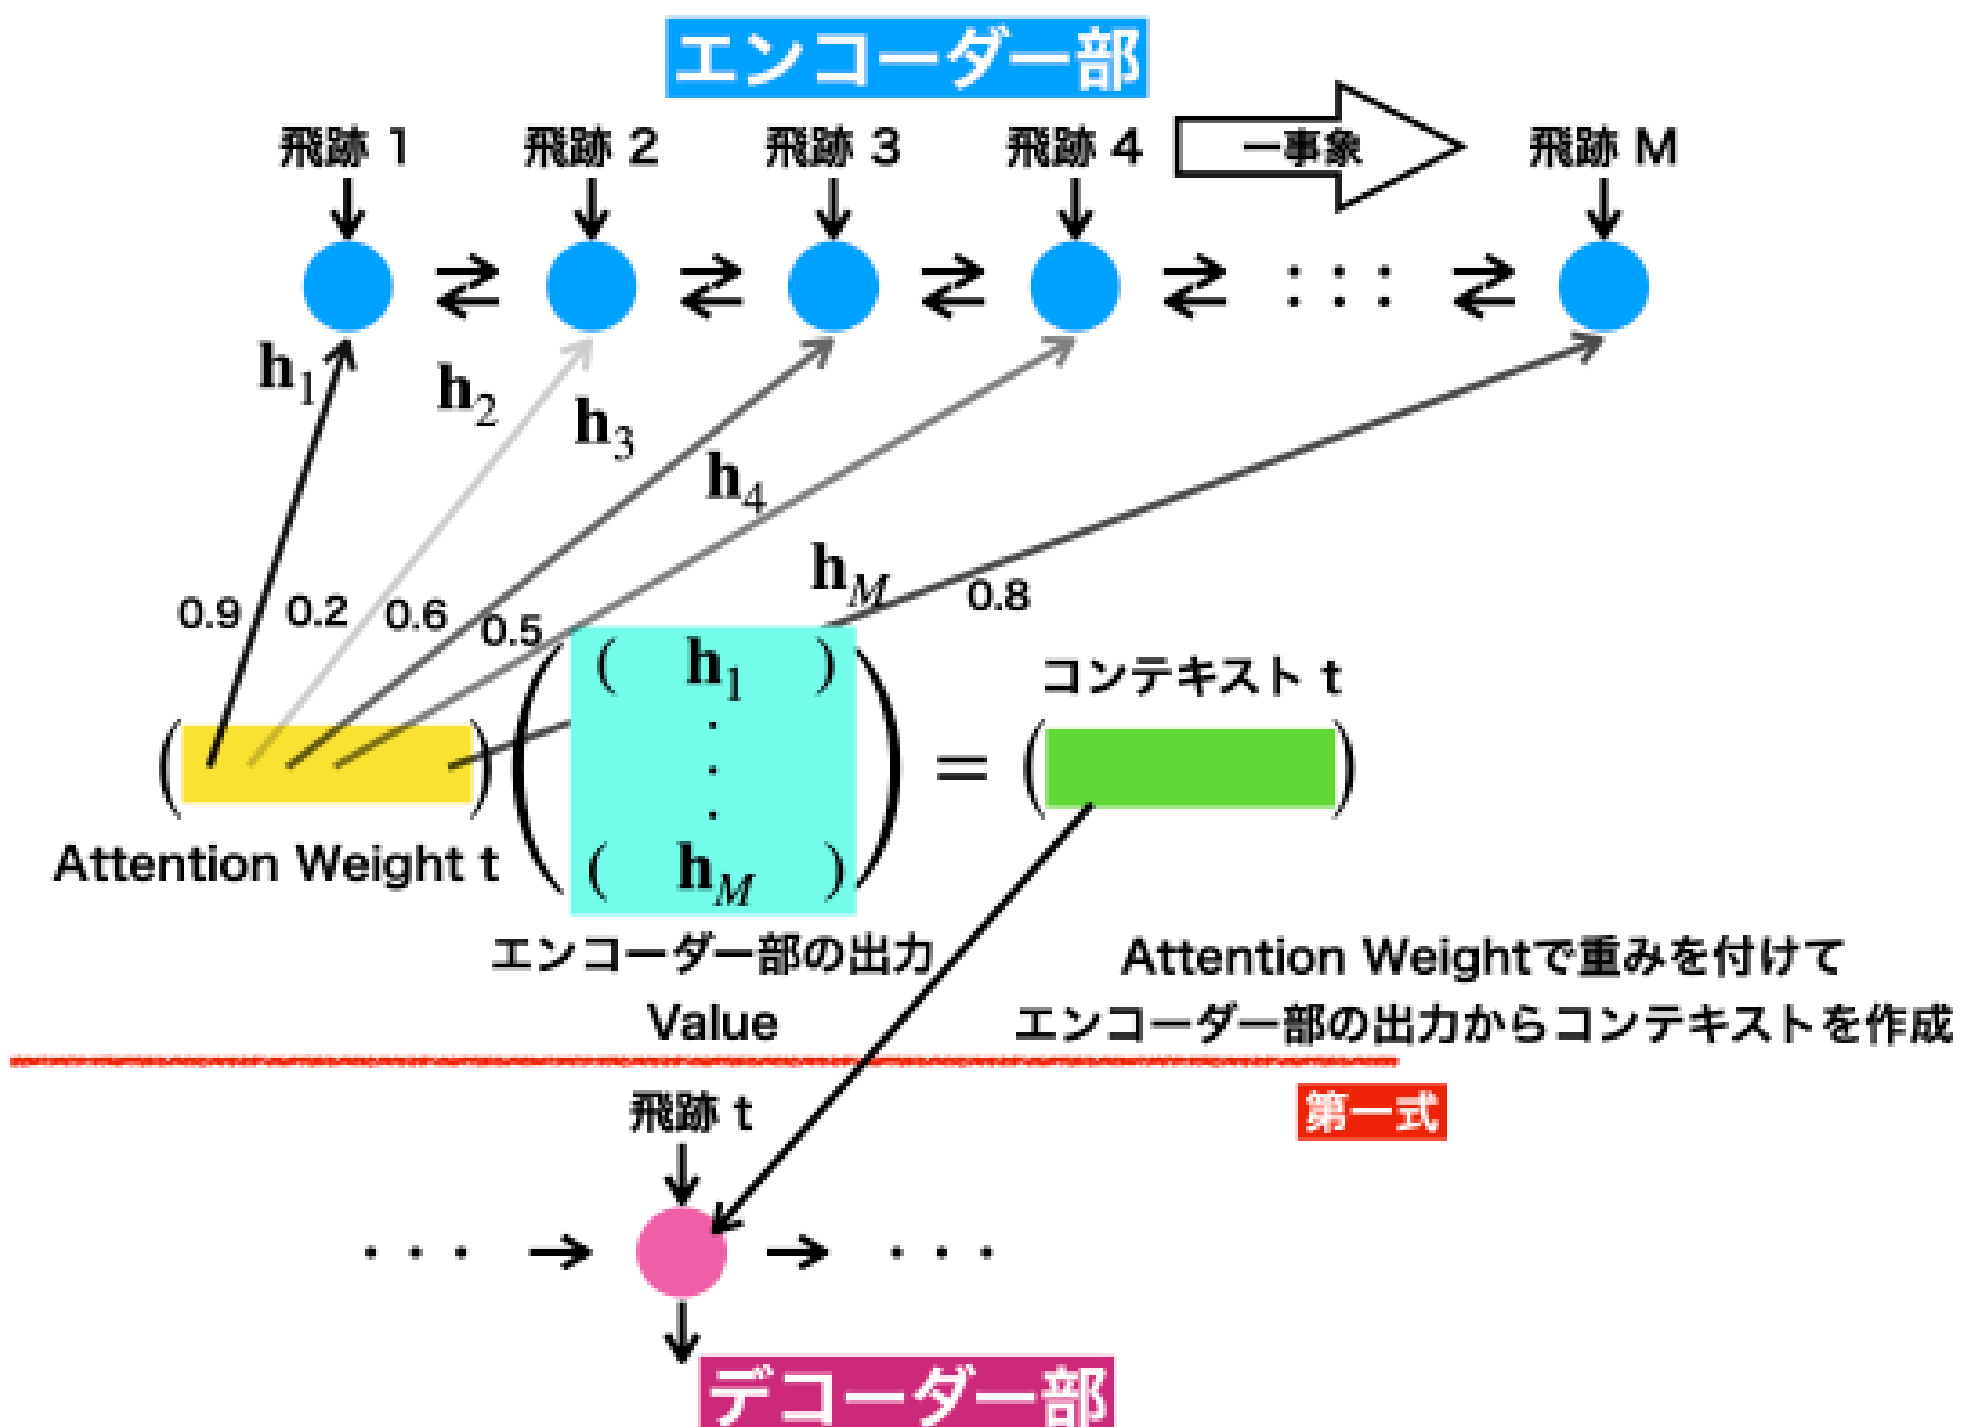 エンコーダー部
飛跡 1 飛跡 2 飛跡 3 飛跡 4 一事象 飛跡 M
h1 h2 h3 h4 hM
0.9 0.2 0.6 0.5 0.8
( ) ( ( h1 ) = ( )
·
·
·
( hM ) )
コンテキスト t
Attention Weight t
エンコーダー部の出力
Value
Attention Weightで重みを付けて
エンコーダー部の出力からコンテキストを作成
第一式
飛跡 t
· · · · · ·
デコーダー部